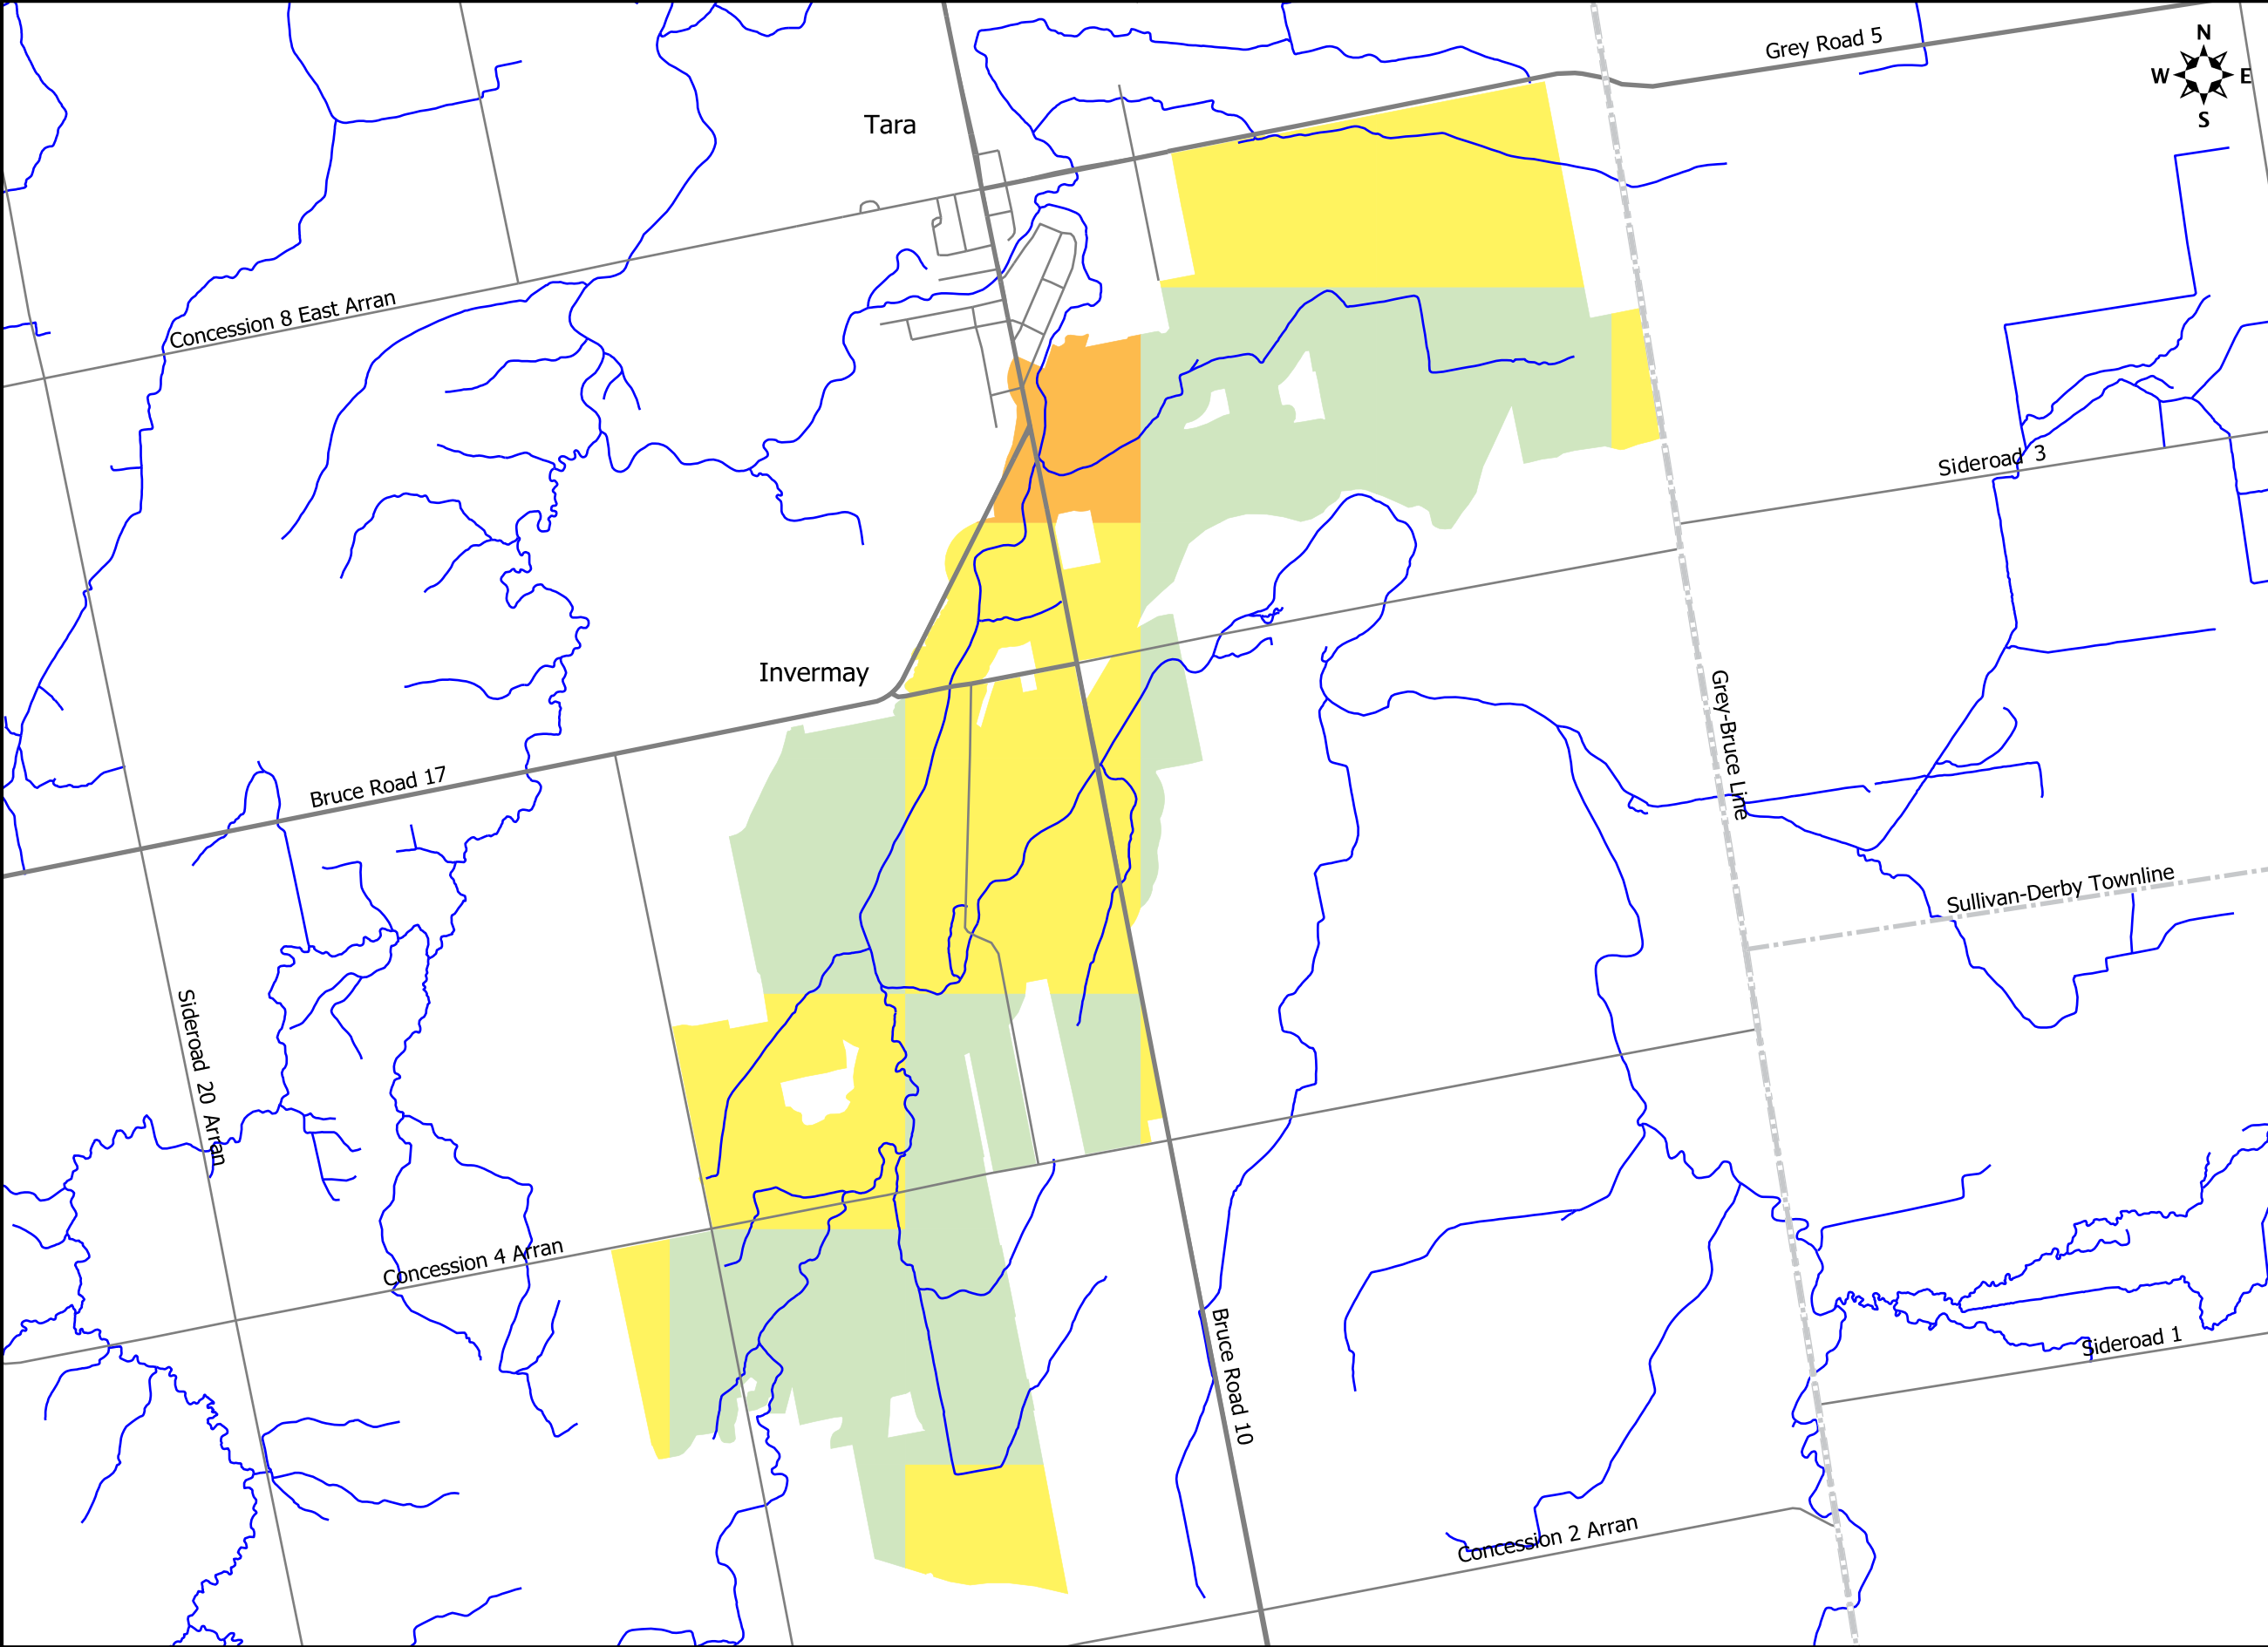 Grey Road 5
N
W E
S
Tara
Concession 8 East Arran
Sideroad 3
Invermay
Grey-Bruce Line
Bruce Road 17
Sullivan-Derby Townline
Sideroad 20 Arran
Concession 4 Arran
Bruce Road 10
Sideroad 1
Concession 2 Arran